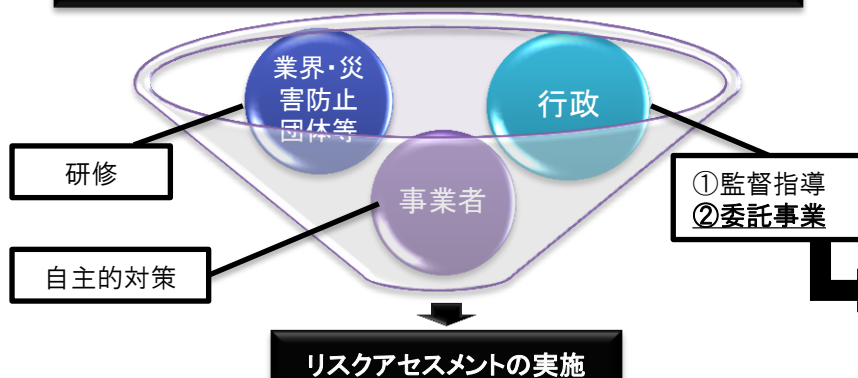 業界・災
害防止
団体等
行政
研修
事業者
①監督指導
②委託事業
自主的対策
リスクアセスメントの実施